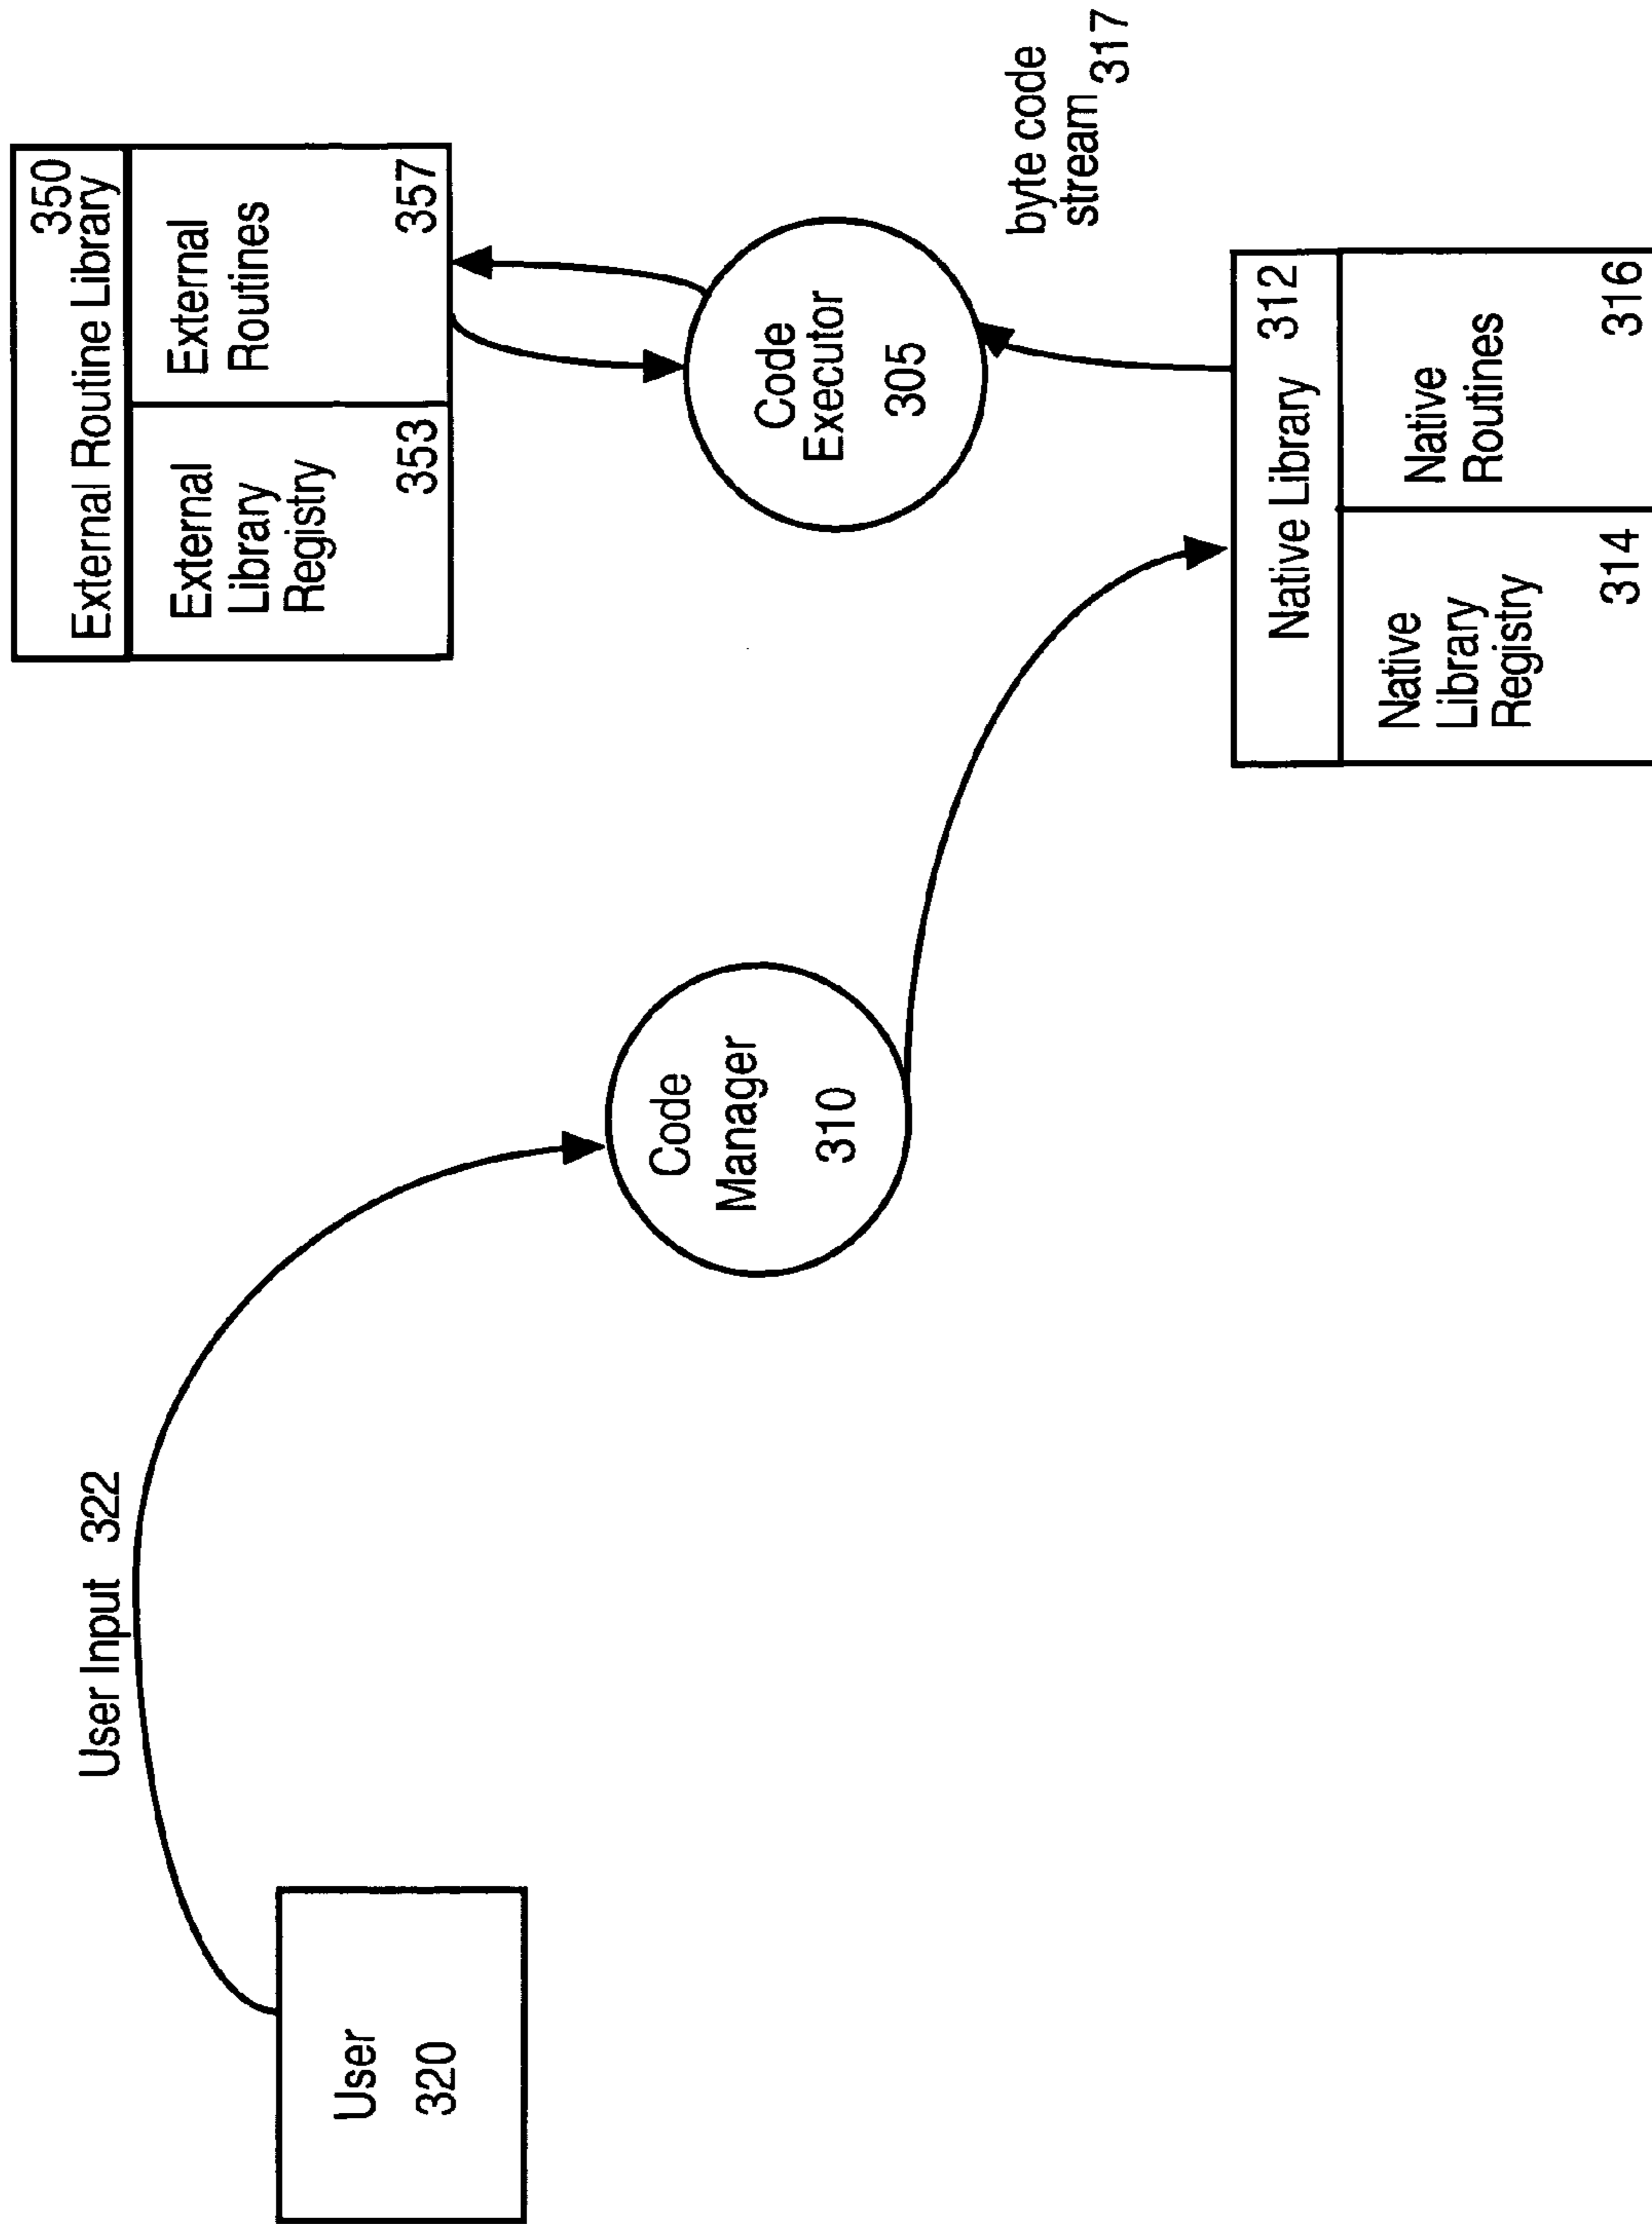 User Input 322
User
320
Code
Manager
310
350
External Routine Library
External
Library
Registry
353
External
Routines
357
Code
Executor
305
byte code
stream 317
Native Library 312
Native
Library
Registry
314
Native
Routines
316